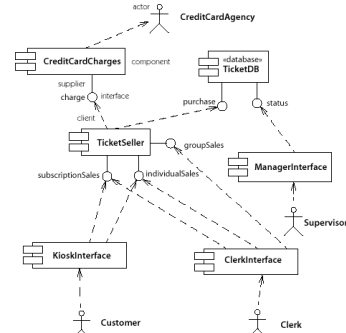 actor
CreditCardAgency
CreditCardCharges
component
«database»
TicketDB
supplier
charge
interface
purchase
status
client
TicketSeller
groupSales
ManagerInterface
subscriptionSales
individualSales
Supervisor
KioskInterface
ClerkInterface
Customer
Clerk